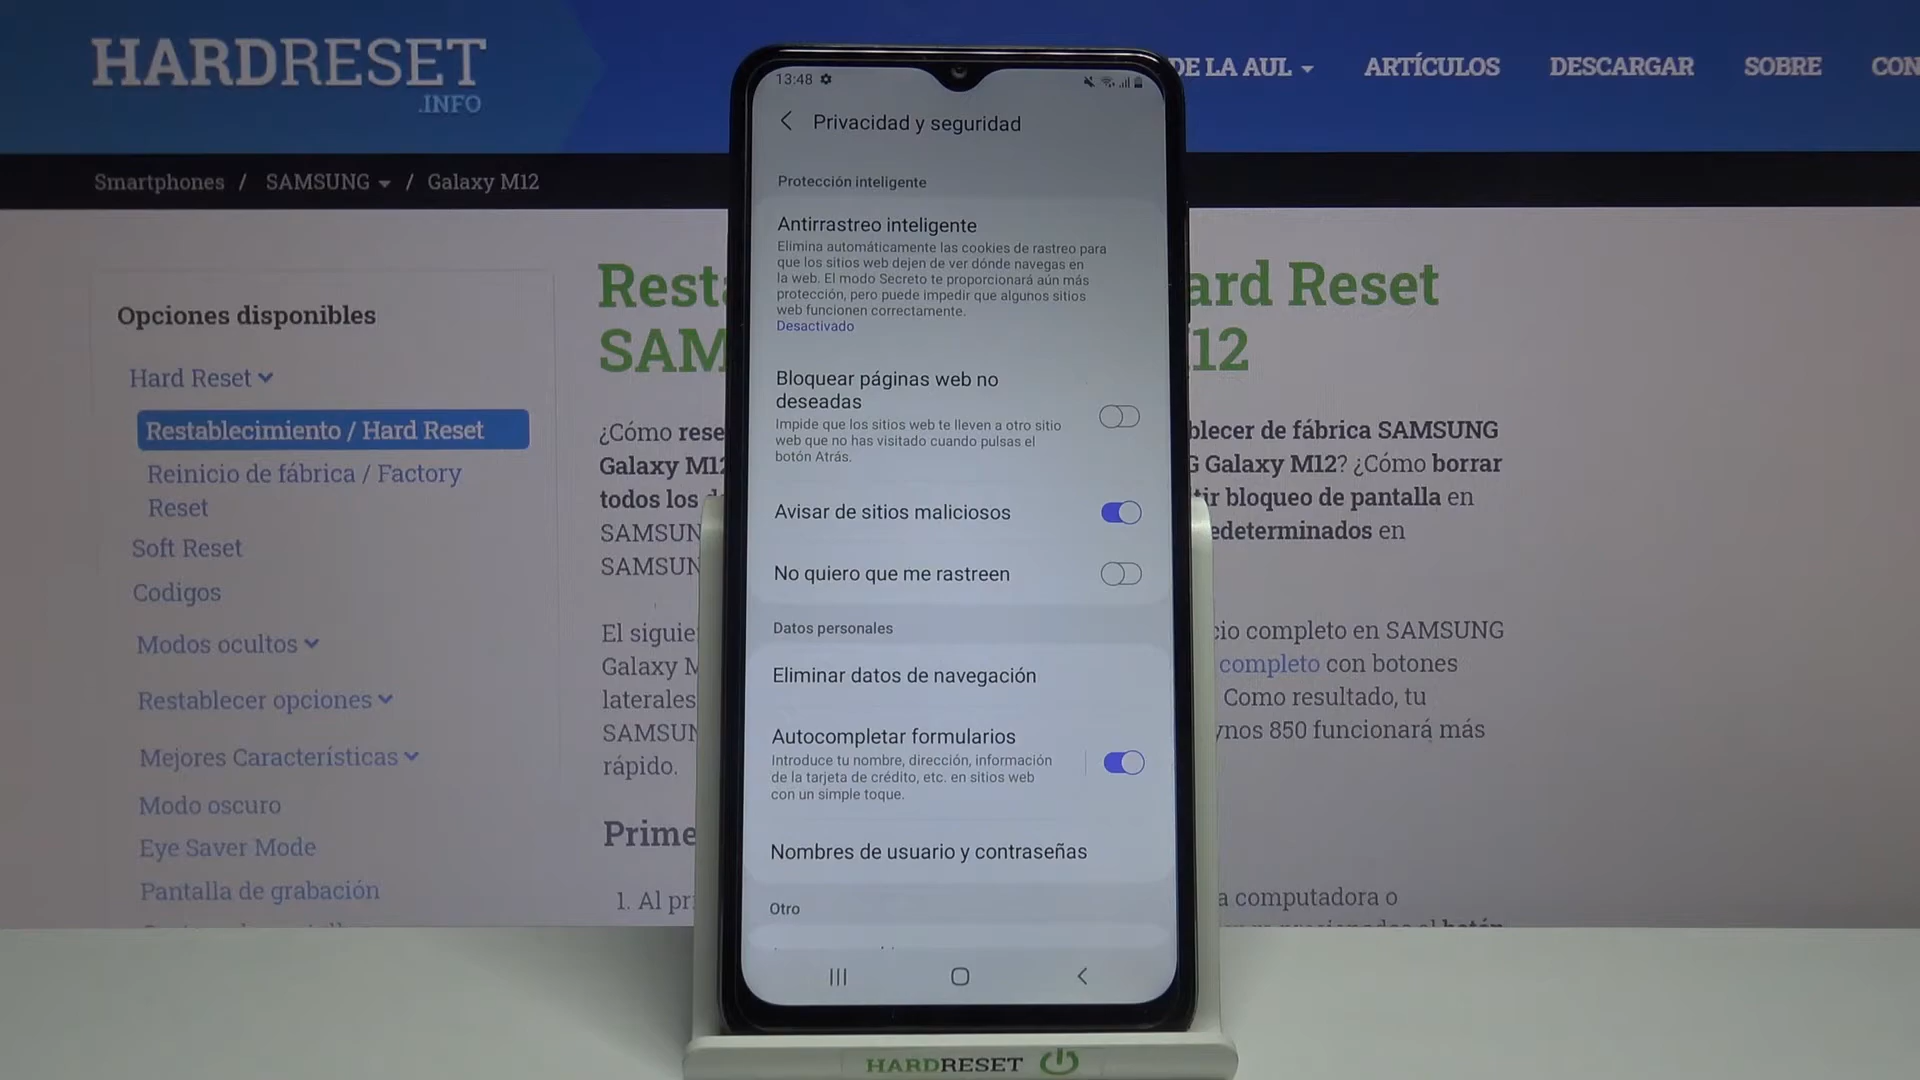 HARDRESET
.INFO
DE LA AUL
ARTÍCULOS
DESCARGAR
SOBRE
CON
Smartphones / SAMSUNG / Galaxy M12
Opciones disponibles
Hard Reset
Restablecimiento / Hard Reset
Reinicio de fábrica / Factory
Reset
Soft Reset
Codigos
Modos ocultos
Restablecer opciones
Mejores Características
Modo oscuro
Eye Saver Mode
Pantalla de grabación
13:48
Privacidad y seguridad
Protección inteligente
Antirrastreo inteligente
Elimina automáticamente las cookies de rastreo para
que los sitios web dejen de ver dónde navegas en
la web. El modo Secreto te proporcionará aún más
protección, pero puede impedir que algunos sitios
web funcionen correctamente.
Desactivado
Bloquear páginas web no
deseadas
Impide que los sitios web te lleven a otro sitio
web que no has visitado cuando pulsas el
botón Atrás.
Avisar de sitios maliciosos
No quiero que me rastreen
Datos personales
Eliminar datos de navegación
Autocompletar formularios
Introduce tu nombre, dirección, información
de la tarjeta de crédito, etc. en sitios web
con un simple toque.
Nombres de usuario y contraseñas
Otro
Rest ard Reset
SAM 12
¿Cómo rese blecer de fábrica SAMSUNG
Galaxy M12 G Galaxy M12? ¿Cómo borrar
todos los tir bloqueo de pantalla en
SAMSUN edeterminados en
SAMSUN
El siguie cio completo en SAMSUNG
Galaxy M completo con botones
laterales Como resultado, tu
SAMSUN ynos 850 funcionará más
rápido.
Prime
1. Al pri a computadora o
HARDRESET